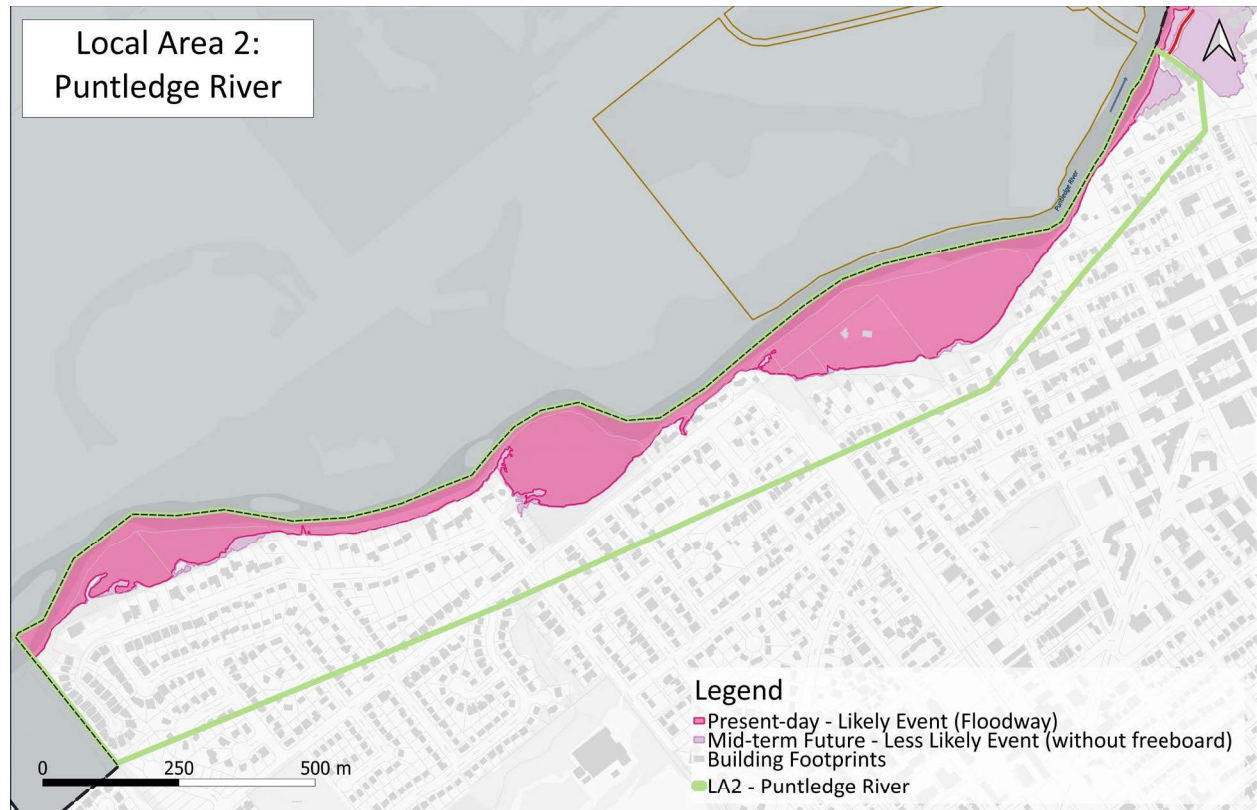 Local Area 2:
Puntledge River
Puntledge River
Legend
Present-day - Likely Event (Floodway)
Mid-term Future - Less Likely Event (without freeboard)
Building Footprints
LA2 - Puntledge River
0 250 500 m